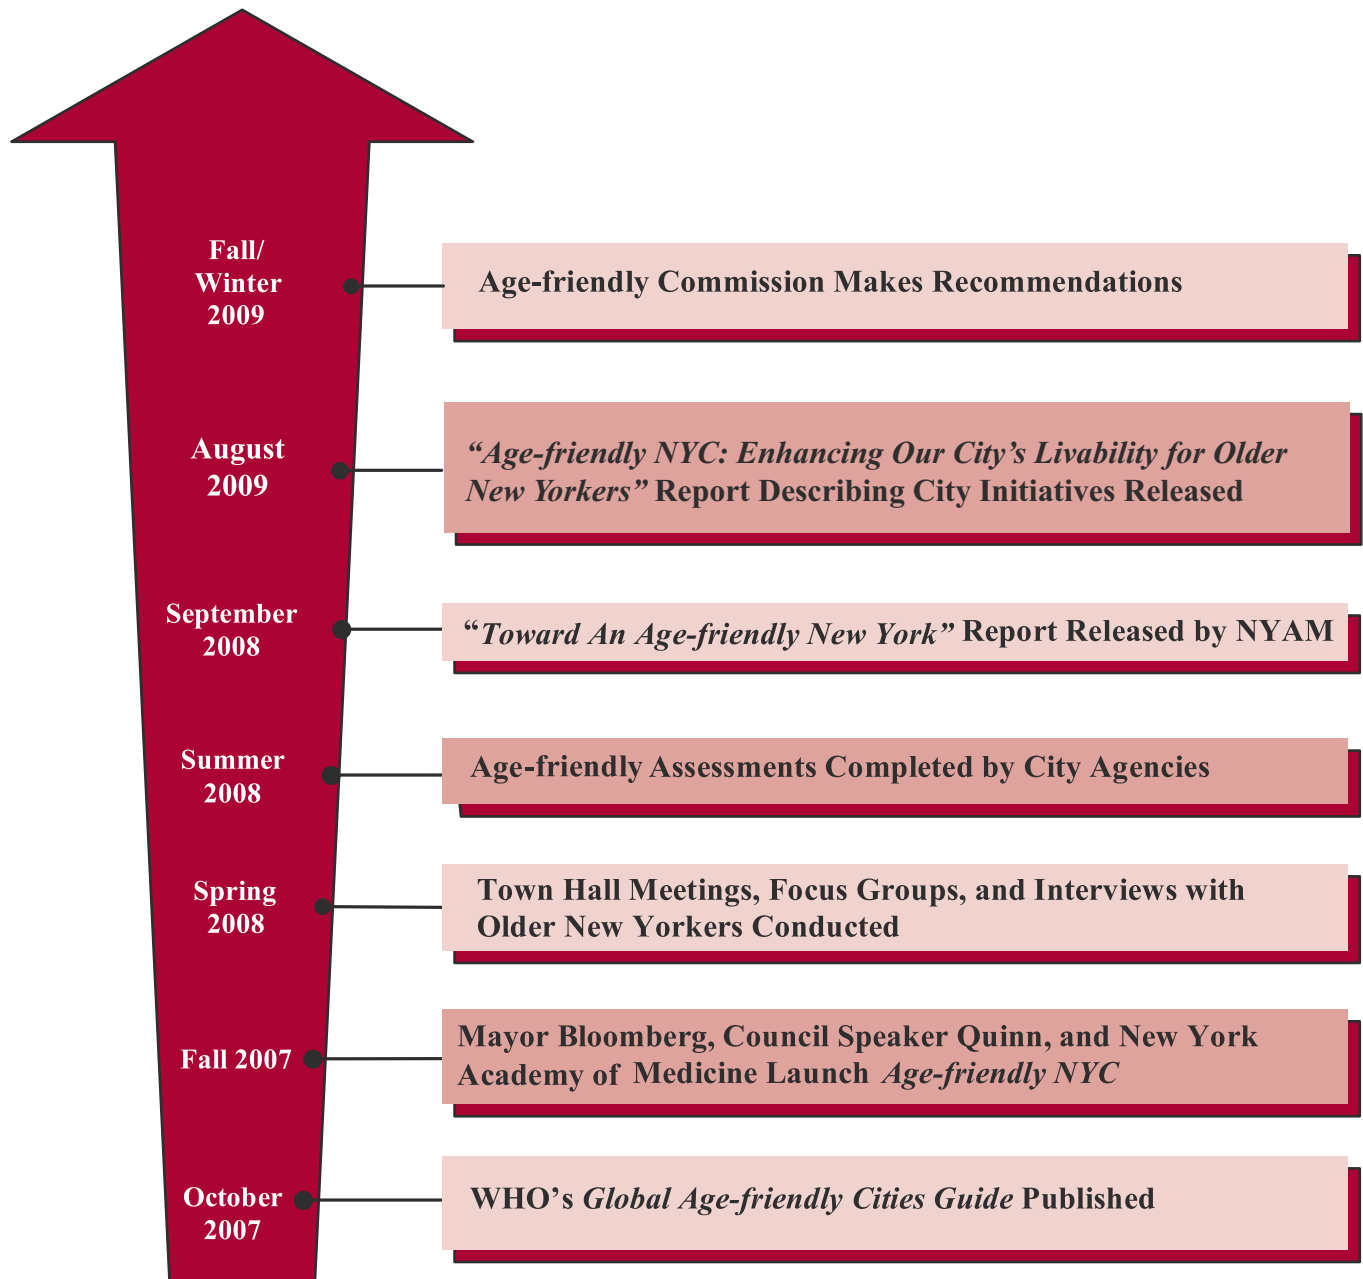 Fall/
Winter
2009
Age-friendly Commission Makes Recommendations
August
2009
“Age-friendly NYC: Enhancing Our City’s Livability for Older
New Yorkers” Report Describing City Initiatives Released
September
2008
“Toward An Age-friendly New York” Report Released by NYAM
Summer
2008
Age-friendly Assessments Completed by City Agencies
Spring
2008
Town Hall Meetings, Focus Groups, and Interviews with
Older New Yorkers Conducted
Fall 2007
Mayor Bloomberg, Council Speaker Quinn, and New York
Academy of Medicine Launch Age-friendly NYC
October
2007
WHO’s Global Age-friendly Cities Guide Published